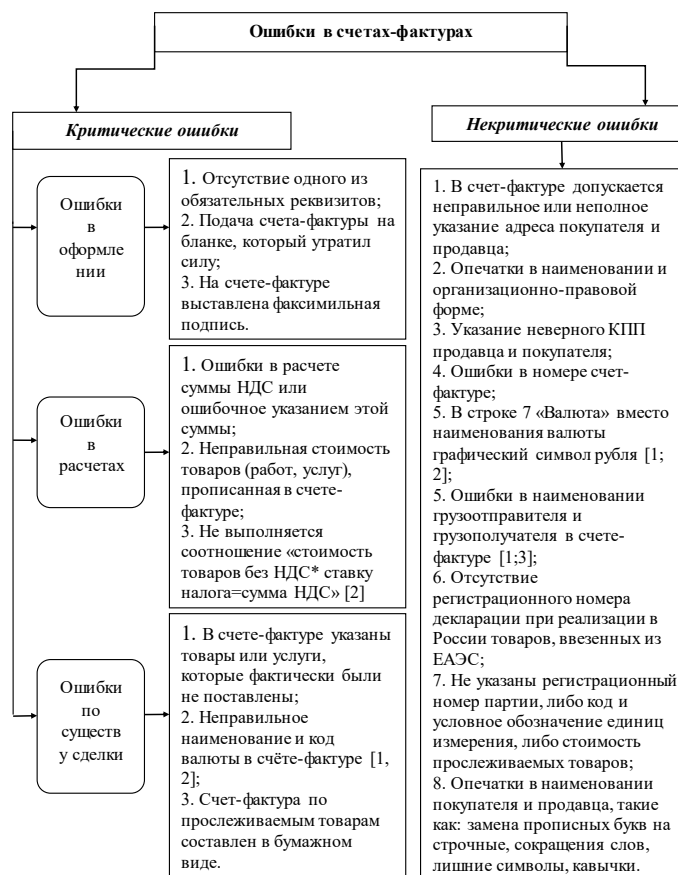 Ошибки в счетах-фактурах
Критические ошибки
Некритические ошибки
Ошибки
в
оформле
нии
1. Отсутствие одного из
обязательных реквизитов;
2. Подача счета-фактуры на
бланке, который утратил
силу;
3. На счете-фактуре
выставлена факсимильная
подпись.
Ошибки
в
расчетах
1. Ошибки в расчете
суммы НДС или
ошибочное указанием этой
суммы;
2. Неправильная стоимость
товаров (работ, услуг),
прописанная в счете-
фактуре;
3. Не выполняется
соотношение «стоимость
товаров без НДС* ставку
налога=сумма НДС» [2]
Ошибки
по
существ
у сделки
1. В счете-фактуре указаны
товары или услуги,
которые фактически были
не поставлены;
2. Неправильное
наименование и код
валюты в счёте-фактуре [1,
2];
3. Счет-фактура по
прослеживаемым товарам
составлен в бумажном
виде.
1. В счет-фактуре допускается
неправильное или неполное
указание адреса покупателя и
продавца;
2. Опечатки в наименовании и
организационно-правовой
форме;
3. Указание неверного КПП
продавца и покупателя;
4. Ошибки в номере счет-
фактуре;
5. В строке 7 «Валюта» вместо
наименования валюты
графический символ рубля [1;
2];
5. Ошибки в наименовании
грузоотправителя и
грузополучателя в счете-
фактуре [1;3];
6. Отсутствие
регистрационного номера
декларации при реализации в
России товаров, ввезенных из
ЕАЭС;
7. Не указаны регистрационный
номер партии, либо код и
условное обозначение единиц
измерения, либо стоимость
прослеживаемых товаров;
8. Опечатки в наименовании
покупателя и продавца, такие
как: замена прописных букв на
строчные, сокращения слов,
лишние символы, кавычки.